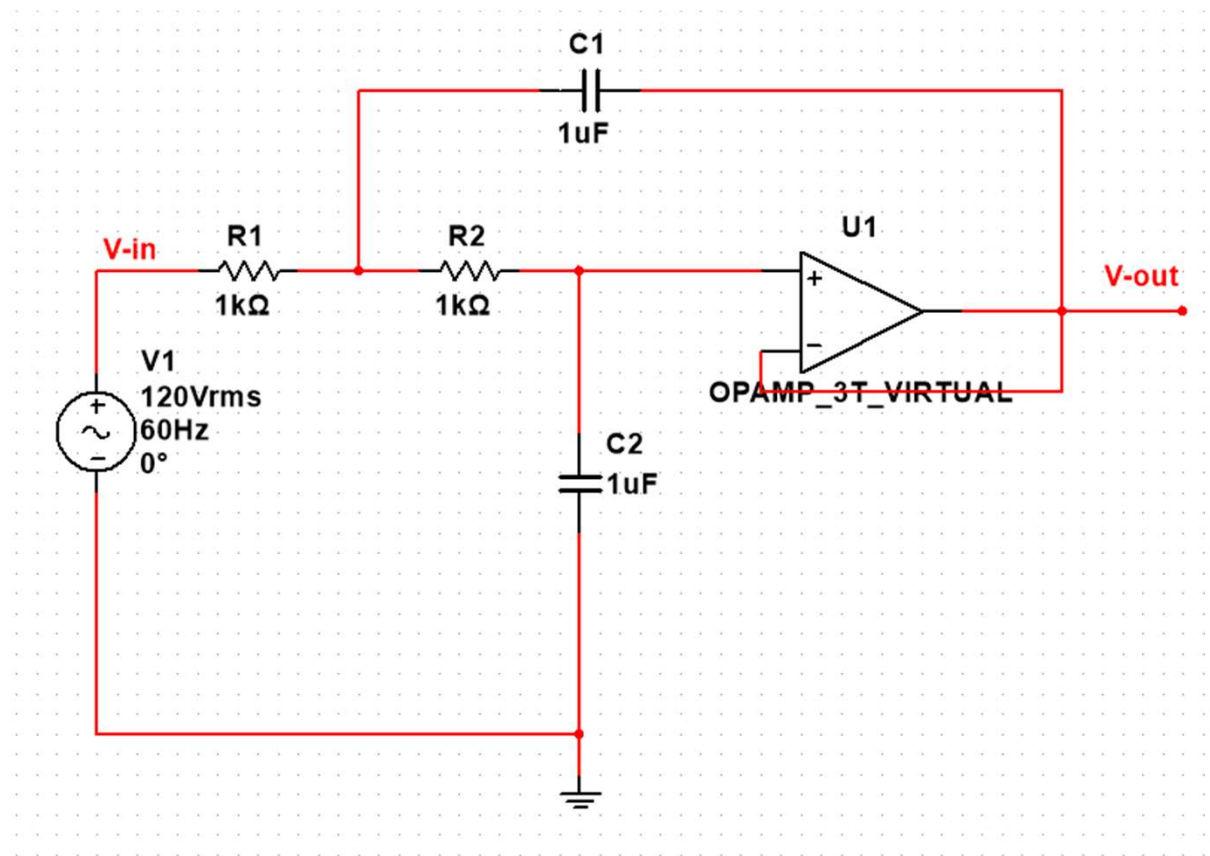 C1
1uF
R1
R2
U1
V-in
+
V-out
1kΩ
1kΩ
−
V1
120Vrms
OPAMP_3T_VIRTUAL
+
60Hz
−
0°
C2
1uF